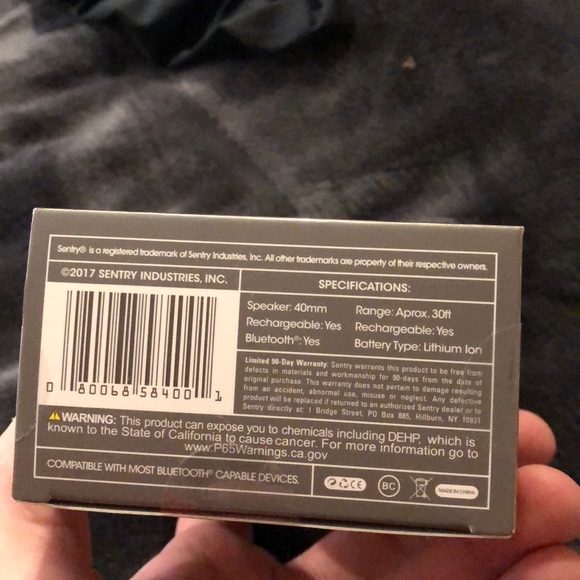 Sentry® is a registered trademark of Sentry Industries, Inc. All other trademarks are property of their respective owners.
©2017 SENTRY INDUSTRIES, INC.
0 80068 58400 1
SPECIFICATIONS:
Speaker: 40mm
Rechargeable: Yes
Bluetooth®: Yes
Range: Aprox. 30ft
Rechargeable: Yes
Battery Type: Lithium Ion
Limited 90-Day Warranty: Sentry warrants this product to be free from
defects in materials and workmanship for 90-days from the date of
original purchase. This warranty does not pertain to damage resulting
from an accident, abnormal use, misuse or neglect. Any defective
product will be replaced if returned to an authorized Sentry dealer or to
Sentry directly at: 1 Bridge Street, PO Box 885, Hillburn, NY 10931
WARNING: This product can expose you to chemicals including DEHP, which is
known to the State of California to cause cancer. For more information go to
www.P65Warnings.ca.gov
COMPATIBLE WITH MOST BLUETOOTH® CAPABLE DEVICES.
CE
BC
MADE IN CHINA